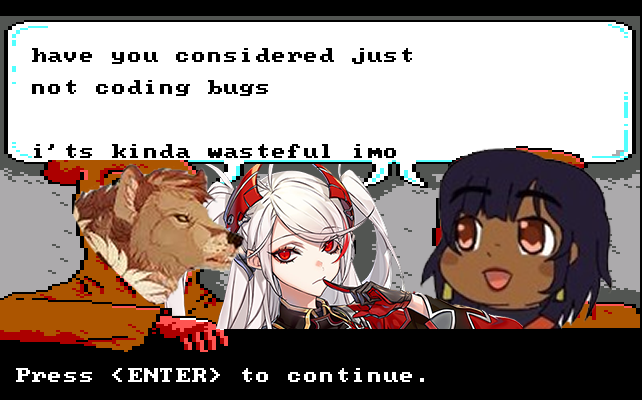 have you considered just
not coding bugs
i'ts kinda wasteful imo
Press <ENTER> to continue.